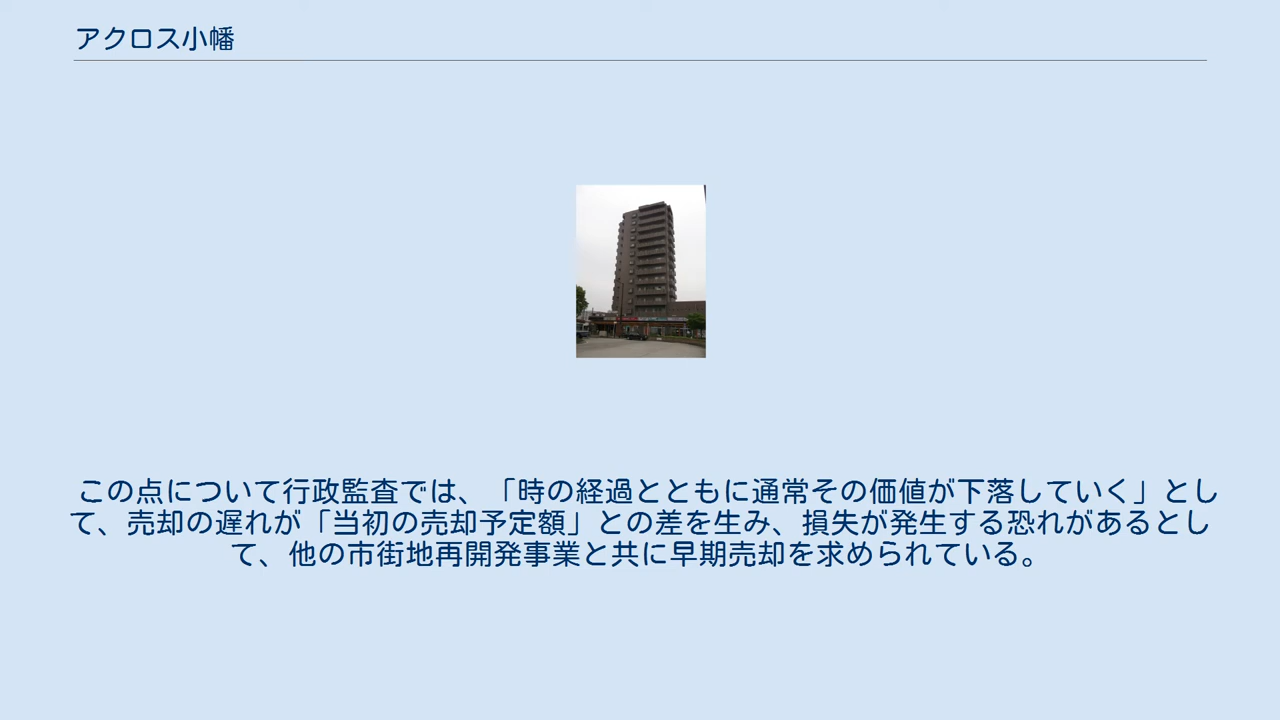 アクロス小幡
この点について行政監査では、「時の経過とともに通常その価値が下落していく」とし
て、売却の遅れが「当初の売却予定額」との差を生み、損失が発生する恐れがあるとし
て、他の市街地再開発事業と共に早期売却を求められている。